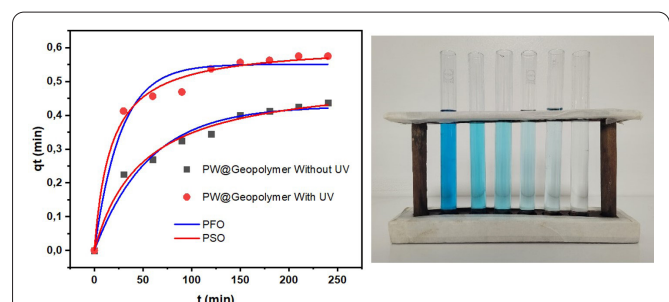 0,6
0,5
0,4
0,3
0,2
0,1
0,0
qt (min)
PW@Geopolymer Without UV
PW@Geopolymer With UV
PFO
PSO
0 50 100 150 200 250
t (min)